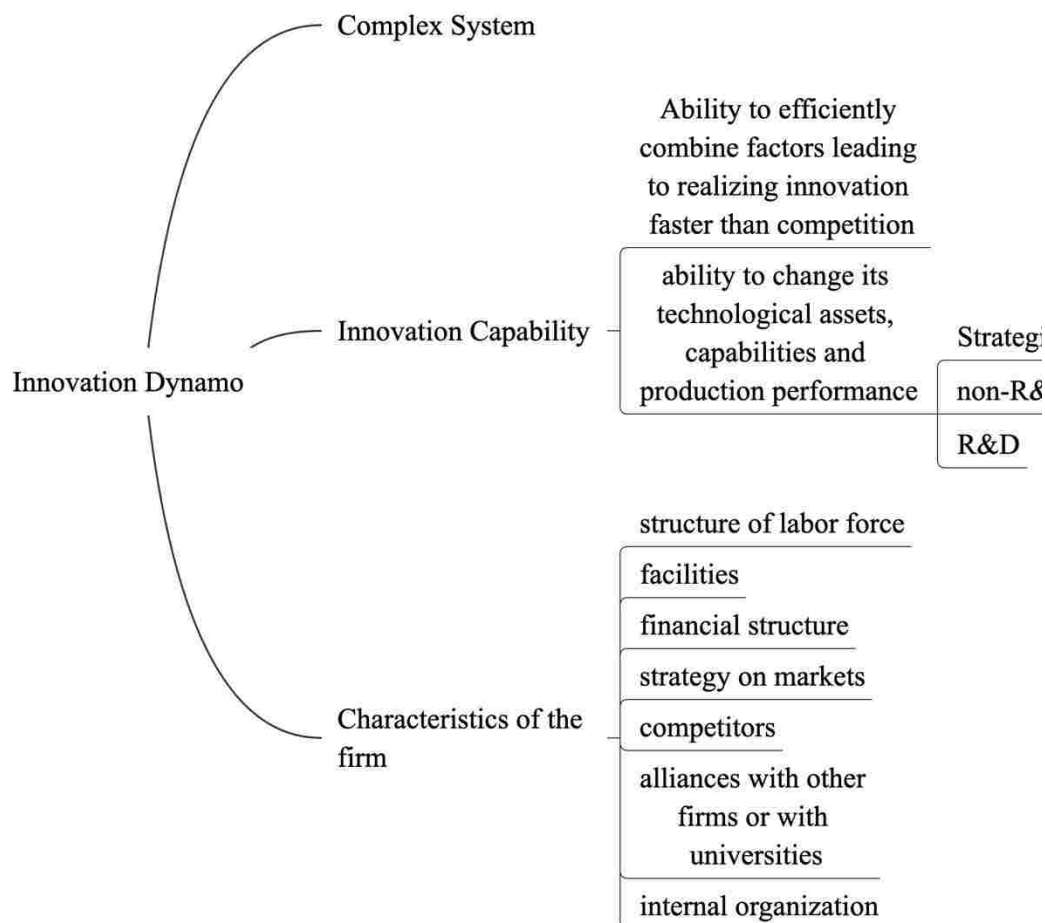 Complex System
Ability to efficiently
combine factors leading
to realizing innovation
faster than competition
ability to change its
technological assets,
capabilities and
production performance
Innovation Capability
Strategi
non-R&
R&D
Innovation Dynamo
structure of labor force
facilities
financial structure
strategy on markets
Characteristics of the
firm
competitors
alliances with other
firms or with
universities
internal organization